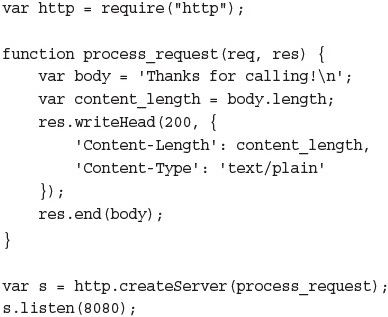 var http = require("http");

function process_request(req, res) {
    var body = 'Thanks for calling!\n';
    var content_length = body.length;
    res.writeHead(200, {
        'Content-Length': content_length,
        'Content-Type': 'text/plain'
    });
    res.end(body);
}

var s = http.createServer(process_request);
s.listen(8080);